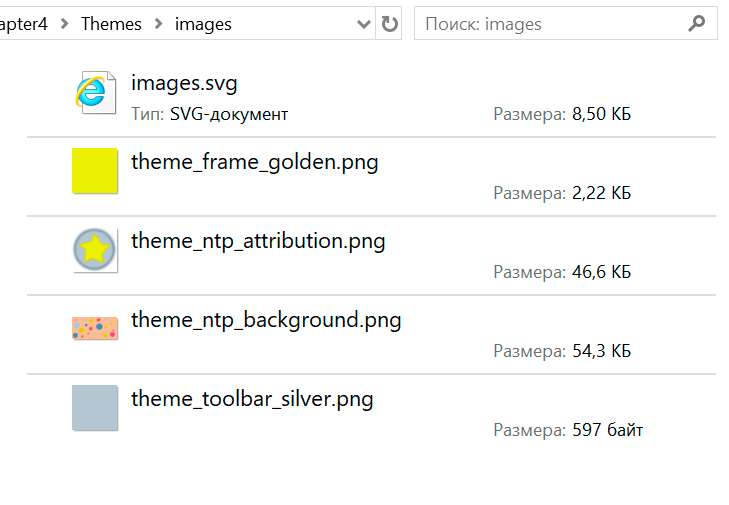 apter4 Themes images Поиск: images
images.svg
Тип: SVG-документ Размера: 8,50 КБ
theme_frame_golden.png
Размера: 2,22 КБ
theme_ntp_attribution.png
Размера: 46,6 КБ
theme_ntp_background.png
Размера: 54,3 КБ
theme_toolbar_silver.png
Размера: 597 байт